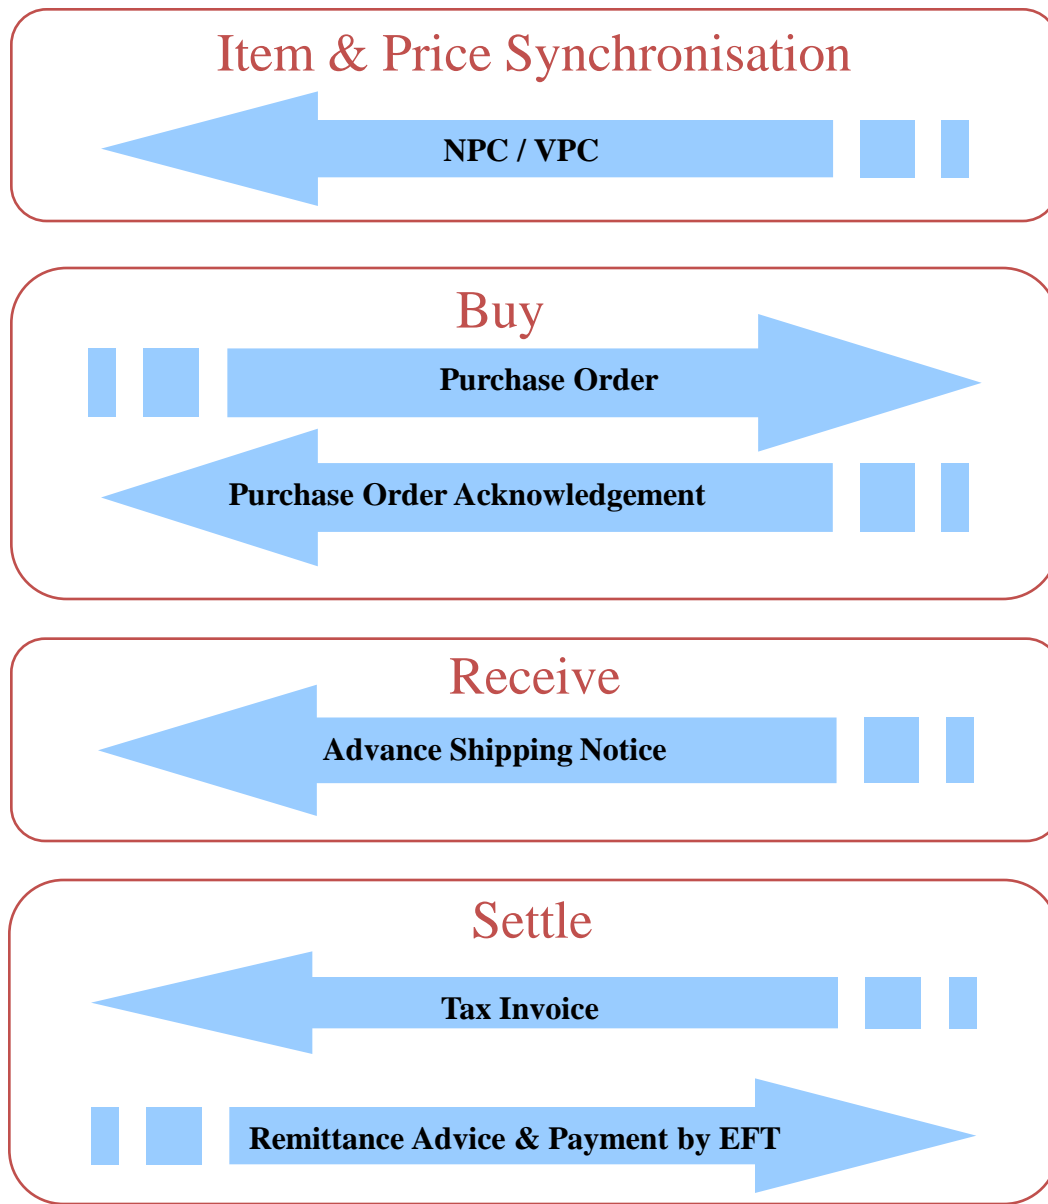 Item & Price Synchronisation
NPC / VPC
Buy
Purchase Order
Purchase Order Acknowledgement
Receive
Advance Shipping Notice
Settle
Tax Invoice
Remittance Advice & Payment by EFT